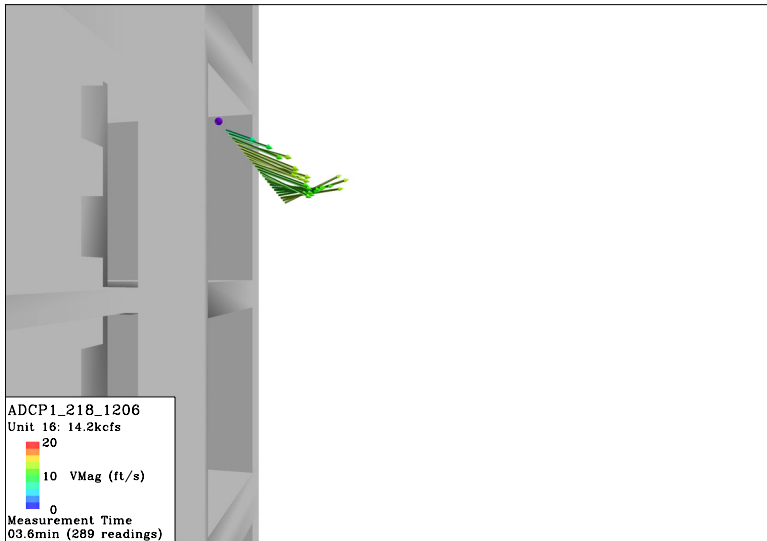 ADCP1_218_1206
Unit 16: 14.2kcfs
20
10 VMag (ft/s)
0
Measurement Time
03.6min (289 readings)